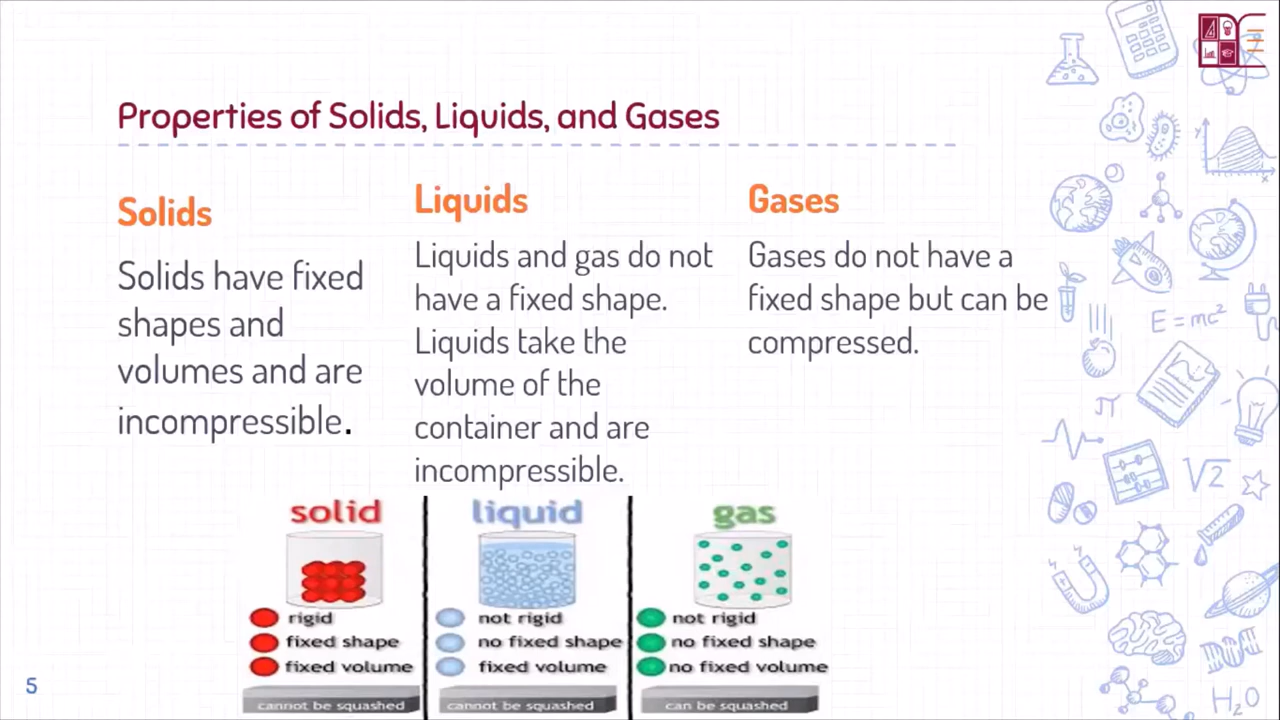 Properties of Solids, Liquids, and Gases
Solids
Solids have fixed
shapes and
volumes and are
incompressible.
Liquids
Liquids and gas do not
have a fixed shape.
Liquids take the
volume of the
container and are
incompressible.
Gases
Gases do not have a
fixed shape but can be
compressed.
solid
rigid
fixed shape
fixed volume
cannot be squashed
liquid
not rigid
no fixed shape
fixed volume
cannot be squashed
gas
not rigid
no fixed shape
no fixed volume
can be squashed
5
y
x
E=mc²
π
√2
H₂O